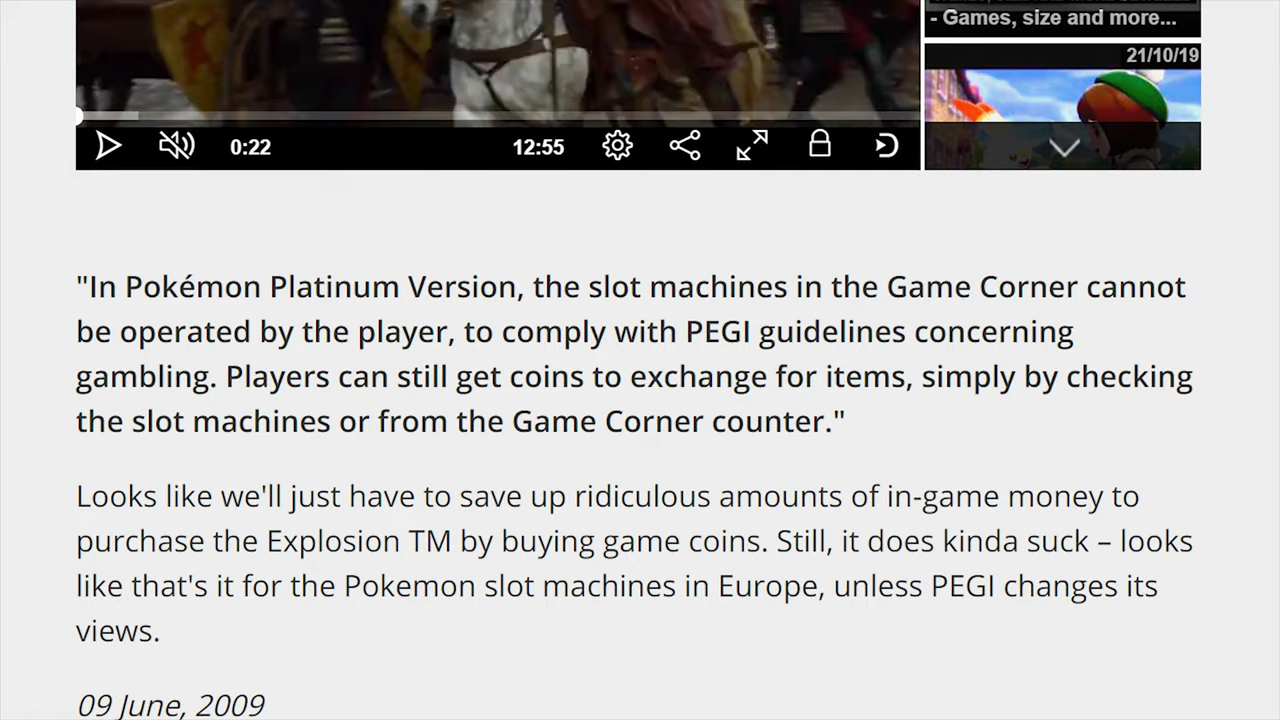 - Games, size and more...
21/10/19
0:22
12:55
"In Pokémon Platinum Version, the slot machines in the Game Corner cannot
be operated by the player, to comply with PEGI guidelines concerning
gambling. Players can still get coins to exchange for items, simply by checking
the slot machines or from the Game Corner counter."
Looks like we'll just have to save up ridiculous amounts of in-game money to
purchase the Explosion TM by buying game coins. Still, it does kinda suck – looks
like that's it for the Pokemon slot machines in Europe, unless PEGI changes its
views.
09 June, 2009